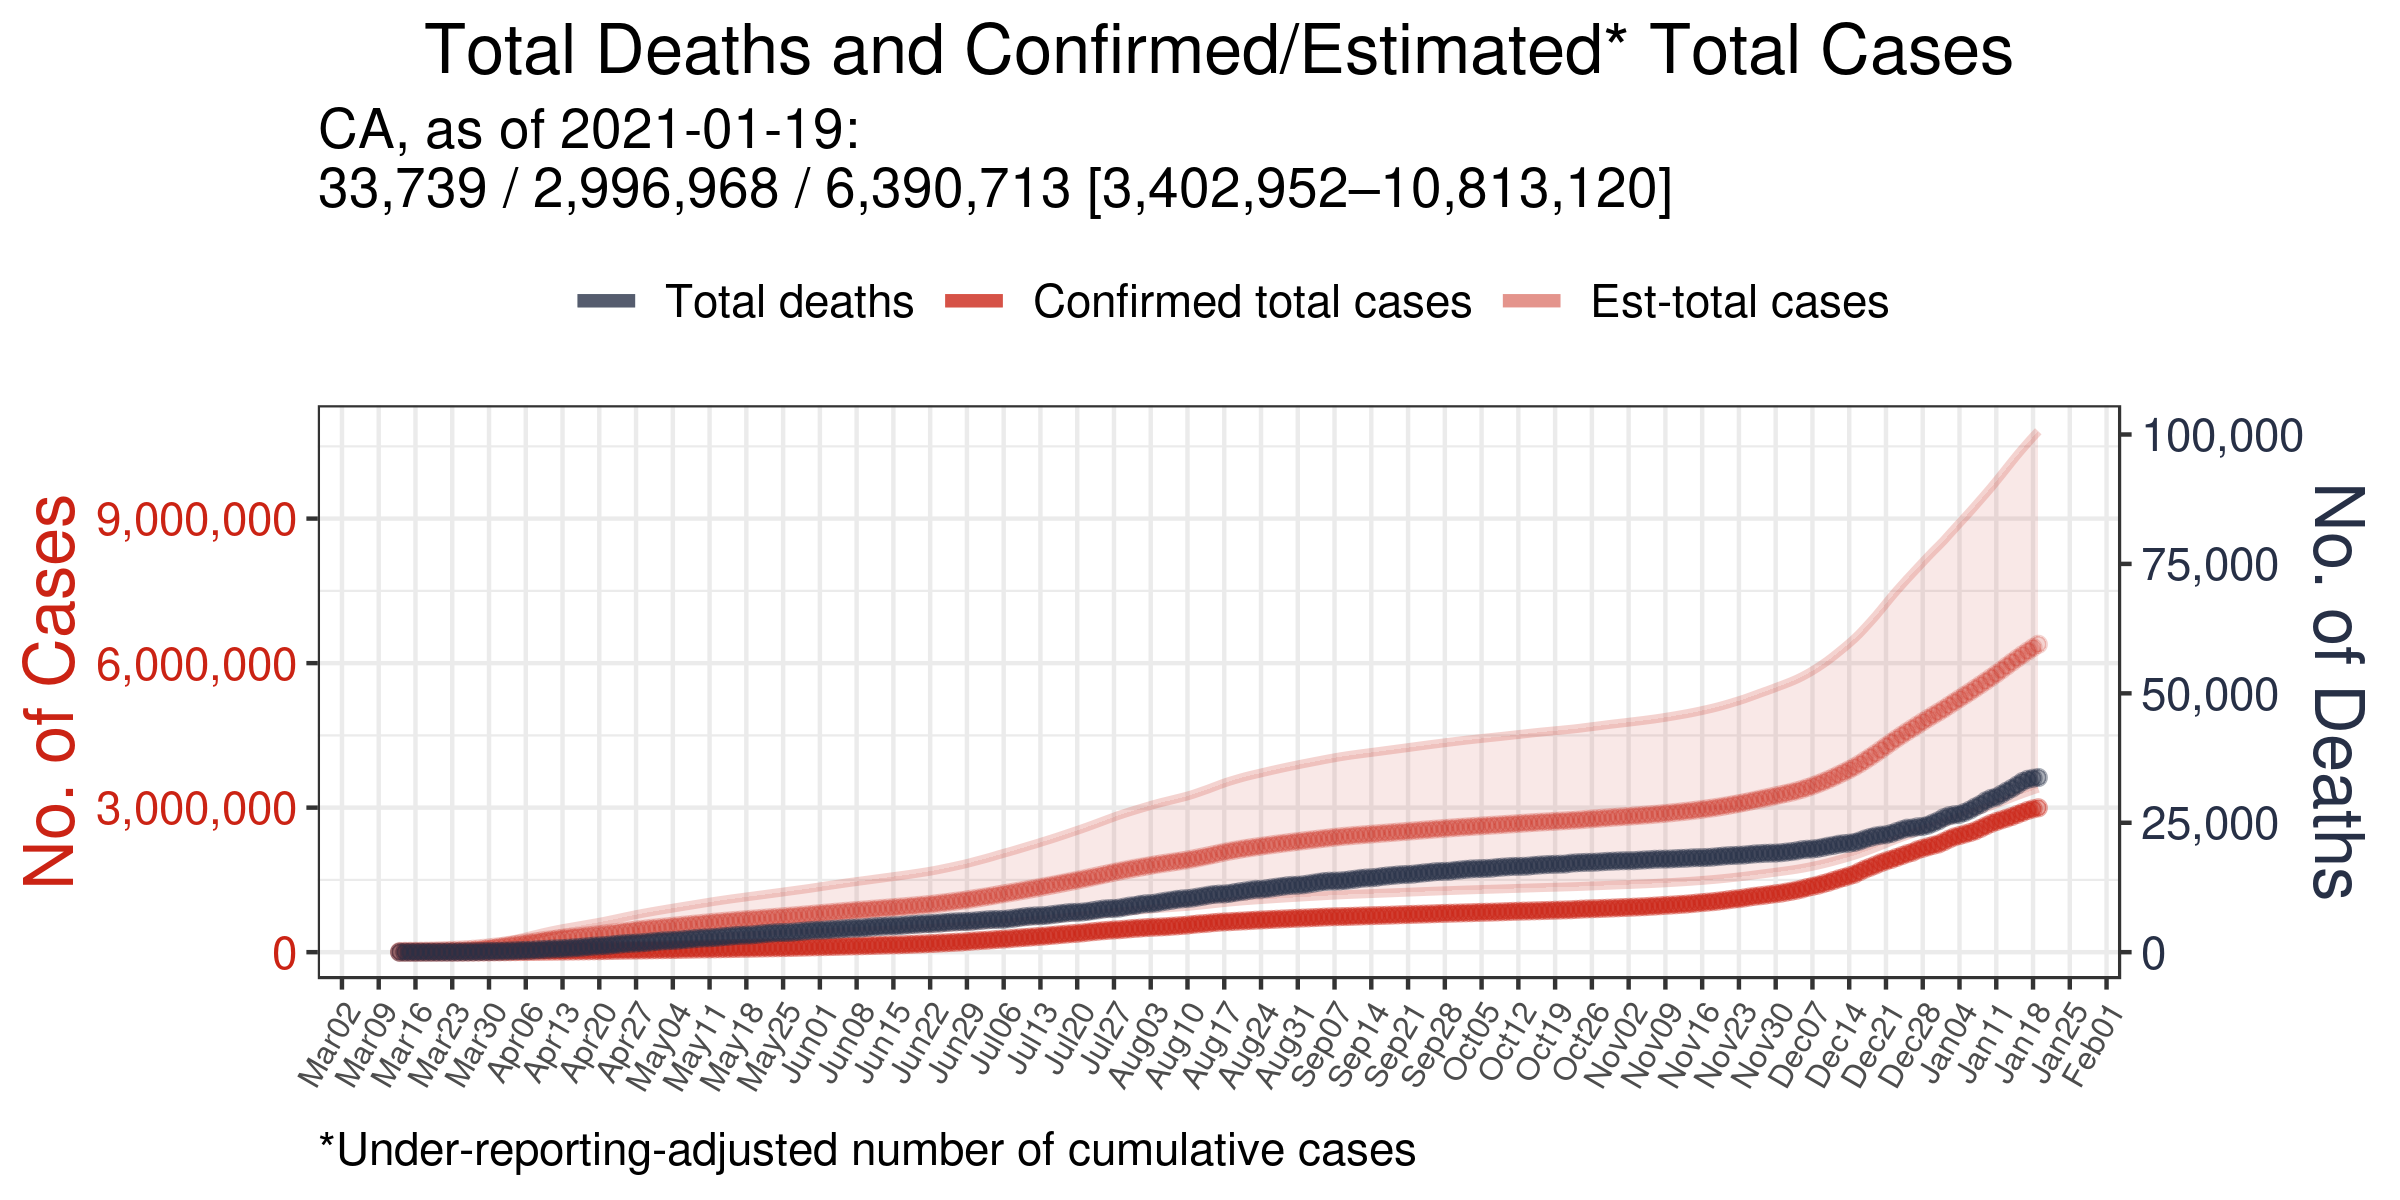 Total Deaths and Confirmed/Estimated* Total Cases
CA, as of 2021-01-19:
33,739 / 2,996,968 / 6,390,713 [3,402,952–10,813,120]
Total deaths
Confirmed total cases
Est-total cases
No. of Cases
9,000,000
6,000,000
3,000,000
0
100,000
75,000
50,000
25,000
0
No. of Deaths
Mar02
Mar09
Mar16
Mar23
Mar30
Apr06
Apr13
Apr20
Apr27
May04
May11
May18
May25
Jun01
Jun08
Jun15
Jun22
Jun29
Jul06
Jul13
Jul20
Jul27
Aug03
Aug10
Aug17
Aug24
Aug31
Sep07
Sep14
Sep21
Sep28
Oct05
Oct12
Oct19
Oct26
Nov02
Nov09
Nov16
Nov23
Nov30
Dec07
Dec14
Dec21
Dec28
Jan04
Jan11
Jan18
Jan25
Feb01
*Under-reporting-adjusted number of cumulative cases